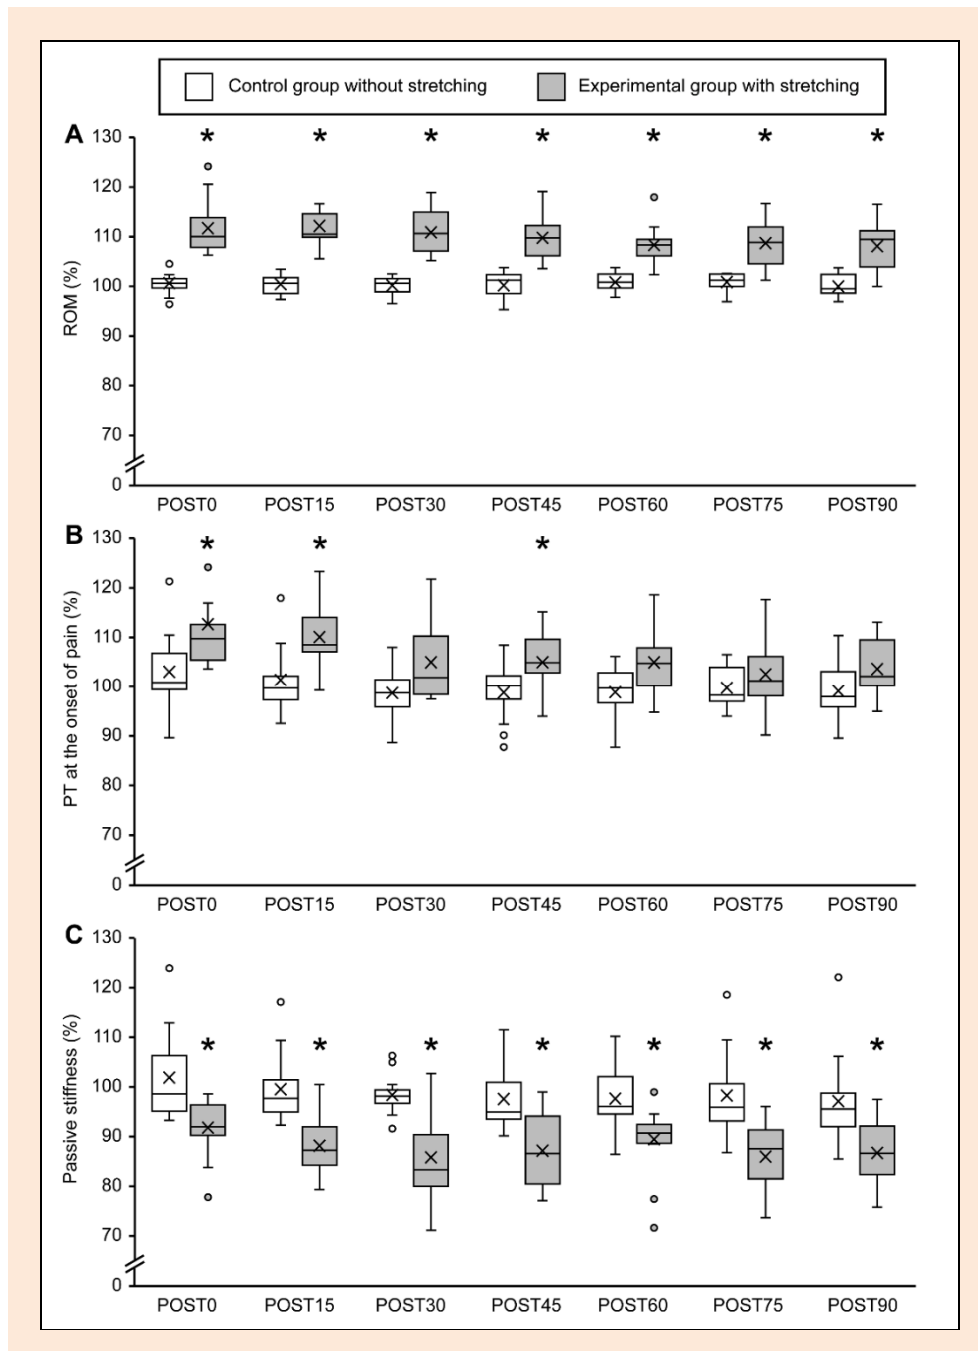 Control group without stretching Experimental group with stretching
A
130
* * * * * * *
120
110
100
90
80
70
0
ROM (%)
POST0 POST15 POST30 POST45 POST60 POST75 POST90
B
130
* * *
120
110
100
90
80
70
0
PT at the onset of pain (%)
POST0 POST15 POST30 POST45 POST60 POST75 POST90
C
130
120
110
* * * * * * *
100
90
80
70
0
Passive stiffness (%)
POST0 POST15 POST30 POST45 POST60 POST75 POST90